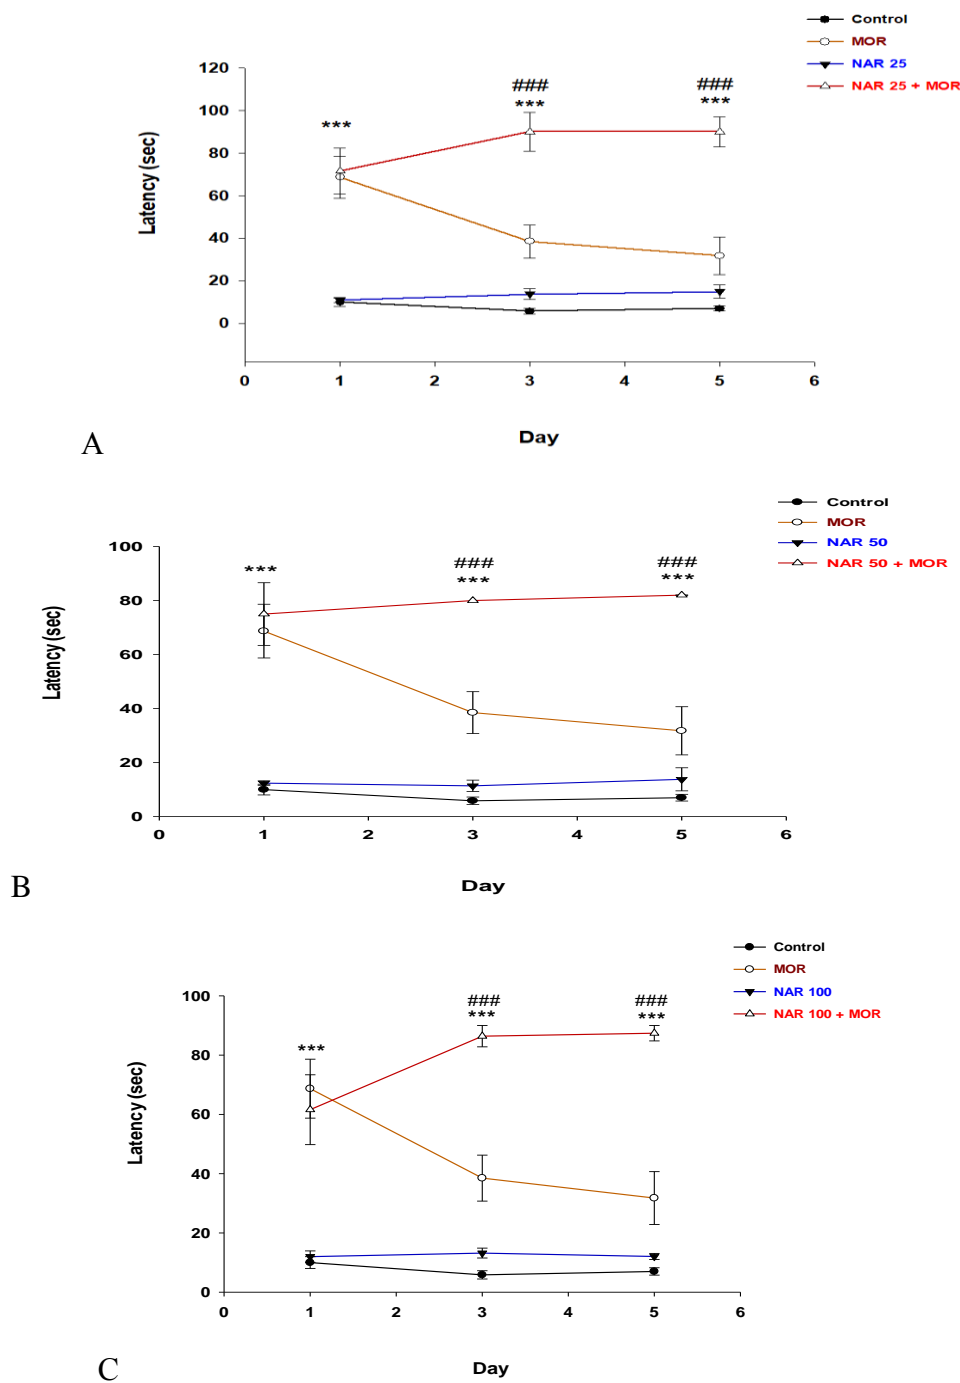 Control
MOR
NAR 25
NAR 25 + MOR
120
100
80
60
40
20
0
Latency (sec)
***
###
***
###
***
0 1 2 3 4 5 6
Day
A
Control
MOR
NAR 50
NAR 50 + MOR
100
80
60
40
20
0
Latency (sec)
***
###
***
###
***
0 1 2 3 4 5 6
Day
B
Control
MOR
NAR 100
NAR 100 + MOR
100
80
60
40
20
0
Latency (sec)
***
###
***
###
***
0 1 2 3 4 5 6
Day
C